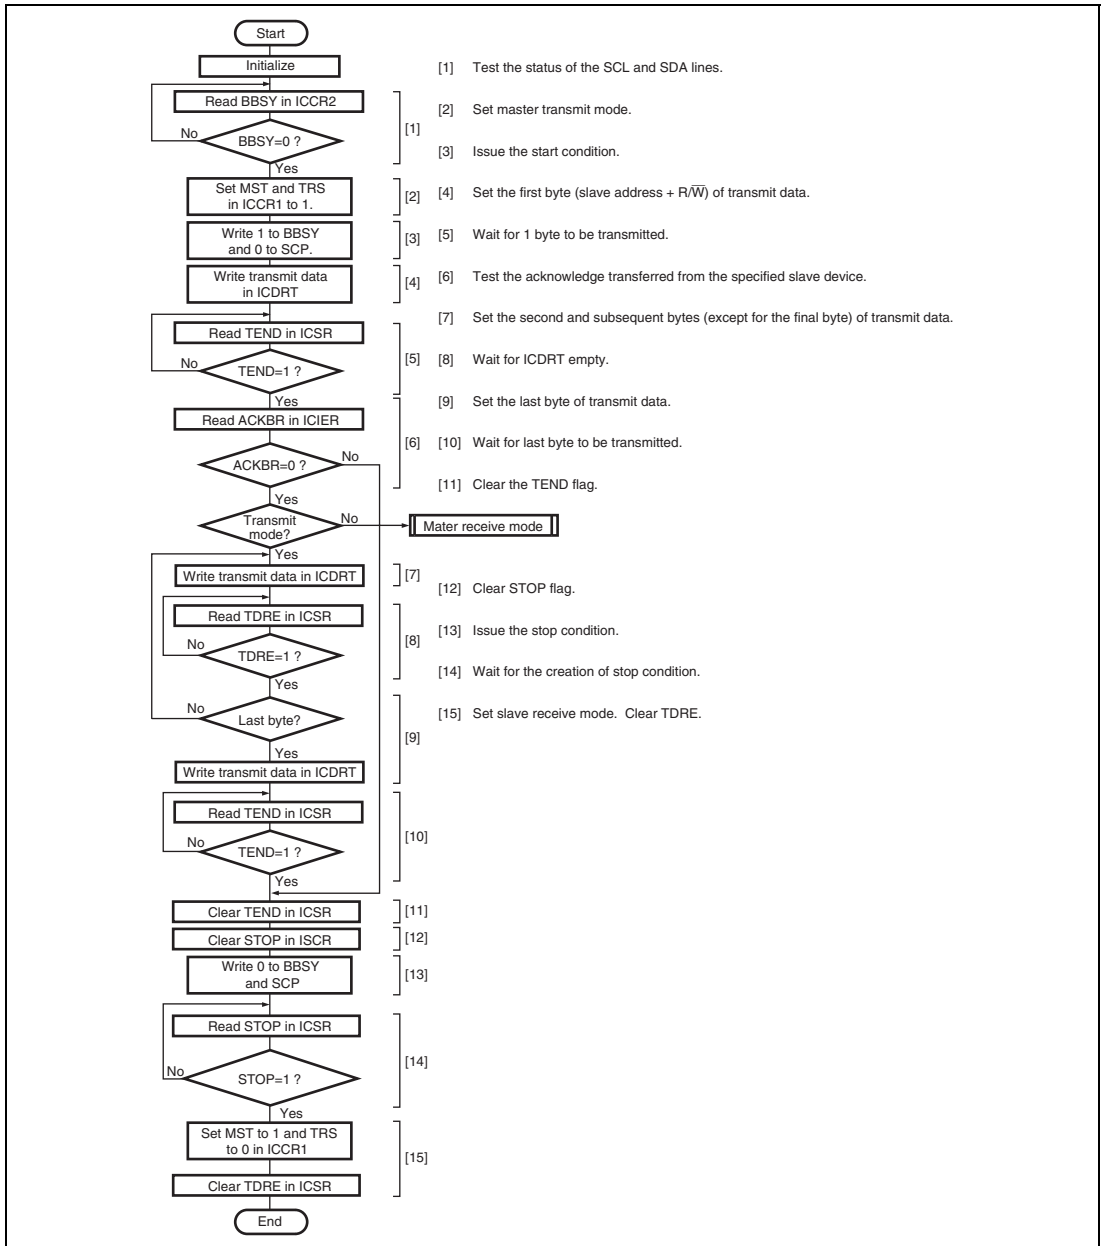 Start
Initialize
Read BBSY in ICCR2
No
BBSY=0 ?
Yes
[1]
Set MST and TRS
in ICCR1 to 1.
[2]
Write 1 to BBSY
and 0 to SCP.
[3]
Write transmit data
in ICDRT
[4]
Read TEND in ICSR
No
TEND=1 ?
Yes
[5]
Read ACKBR in ICIER
ACKBR=0 ?
No
Yes
[6]
Transmit
mode?
No
Mater receive mode
Yes
Write transmit data in ICDRT
[7]
Read TDRE in ICSR
No
TDRE=1 ?
Yes
[8]
No
Last byte?
Yes
[9]
Write transmit data in ICDRT
Read TEND in ICSR
No
TEND=1 ?
Yes
[10]
Clear TEND in ICSR
[11]
Clear STOP in ISCR
[12]
Write 0 to BBSY
and SCP
[13]
Read STOP in ICSR
No
STOP=1 ?
Yes
[14]
Set MST to 1 and TRS
to 0 in ICCR1
[15]
Clear TDRE in ICSR
End
[1] Test the status of the SCL and SDA lines.
[2] Set master transmit mode.
[3] Issue the start condition.
[4] Set the first byte (slave address + R/W̅) of transmit data.
[5] Wait for 1 byte to be transmitted.
[6] Test the acknowledge transferred from the specified slave device.
[7] Set the second and subsequent bytes (except for the final byte) of transmit data.
[8] Wait for ICDRT empty.
[9] Set the last byte of transmit data.
[10] Wait for last byte to be transmitted.
[11] Clear the TEND flag.
[12] Clear STOP flag.
[13] Issue the stop condition.
[14] Wait for the creation of stop condition.
[15] Set slave receive mode. Clear TDRE.